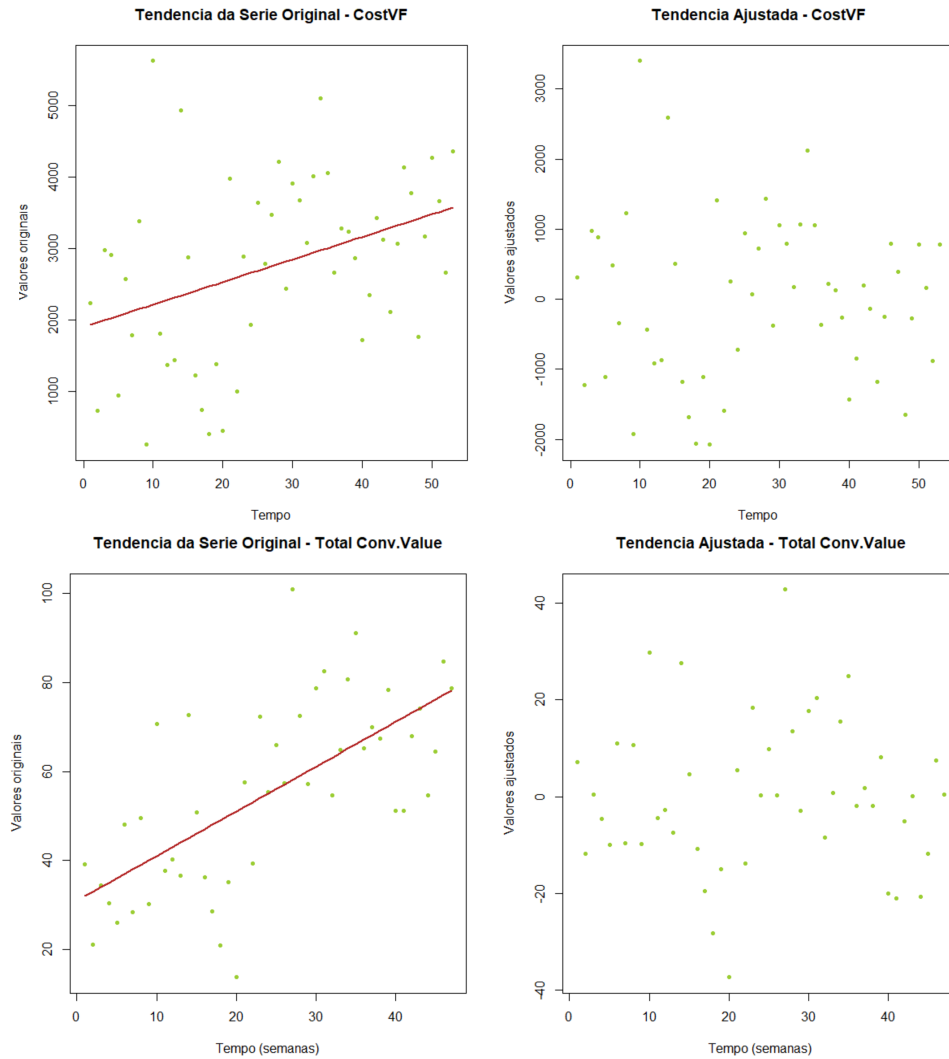 Tendencia da Serie Original - CostVF
Valores originais
5000
4000
3000
2000
1000
0 10 20 30 40 50
Tempo
Tendencia Ajustada - CostVF
Valores ajustados
3000
2000
1000
0
-1000
-2000
0 10 20 30 40 50
Tempo
Tendencia da Serie Original - Total Conv.Value
Valores originais
100
80
60
40
20
0 10 20 30 40
Tempo (semanas)
Tendencia Ajustada - Total Conv.Value
Valores ajustados
40
20
0
-20
-40
0 10 20 30 40
Tempo (semanas)